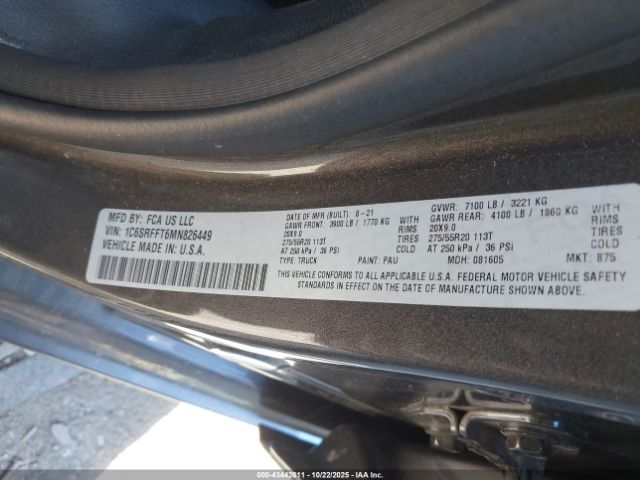 MFD BY: FCA US LLC
VIN: 1C6SRFFT6MN826449
VEHICLE MADE IN U.S.A.
DATE OF MFR (BUILT): 8-21
GAWR FRONT: 3900 LB / 1770 KG WITH
20X9.0 RIMS
275/55R20 113T TIRES
AT 250 kPa / 36 PSI COLD
TYPE: TRUCK PAINT: PAU
GVWR: 7100 LB / 3221 KG
GAWR REAR: 4100 LB / 1860 KG WITH
20X9.0 RIMS
275/55R20 113T TIRES
AT 250 kPa / 36 PSI COLD
MDH: 081605 MKT: 875
THIS VEHICLE CONFORMS TO ALL APPLICABLE U.S.A. FEDERAL MOTOR VEHICLE SAFETY
STANDARDS IN EFFECT ON THE DATE OF MANUFACTURE SHOWN ABOVE.
000-43442611 - 10/22/2025 - IAAI.com